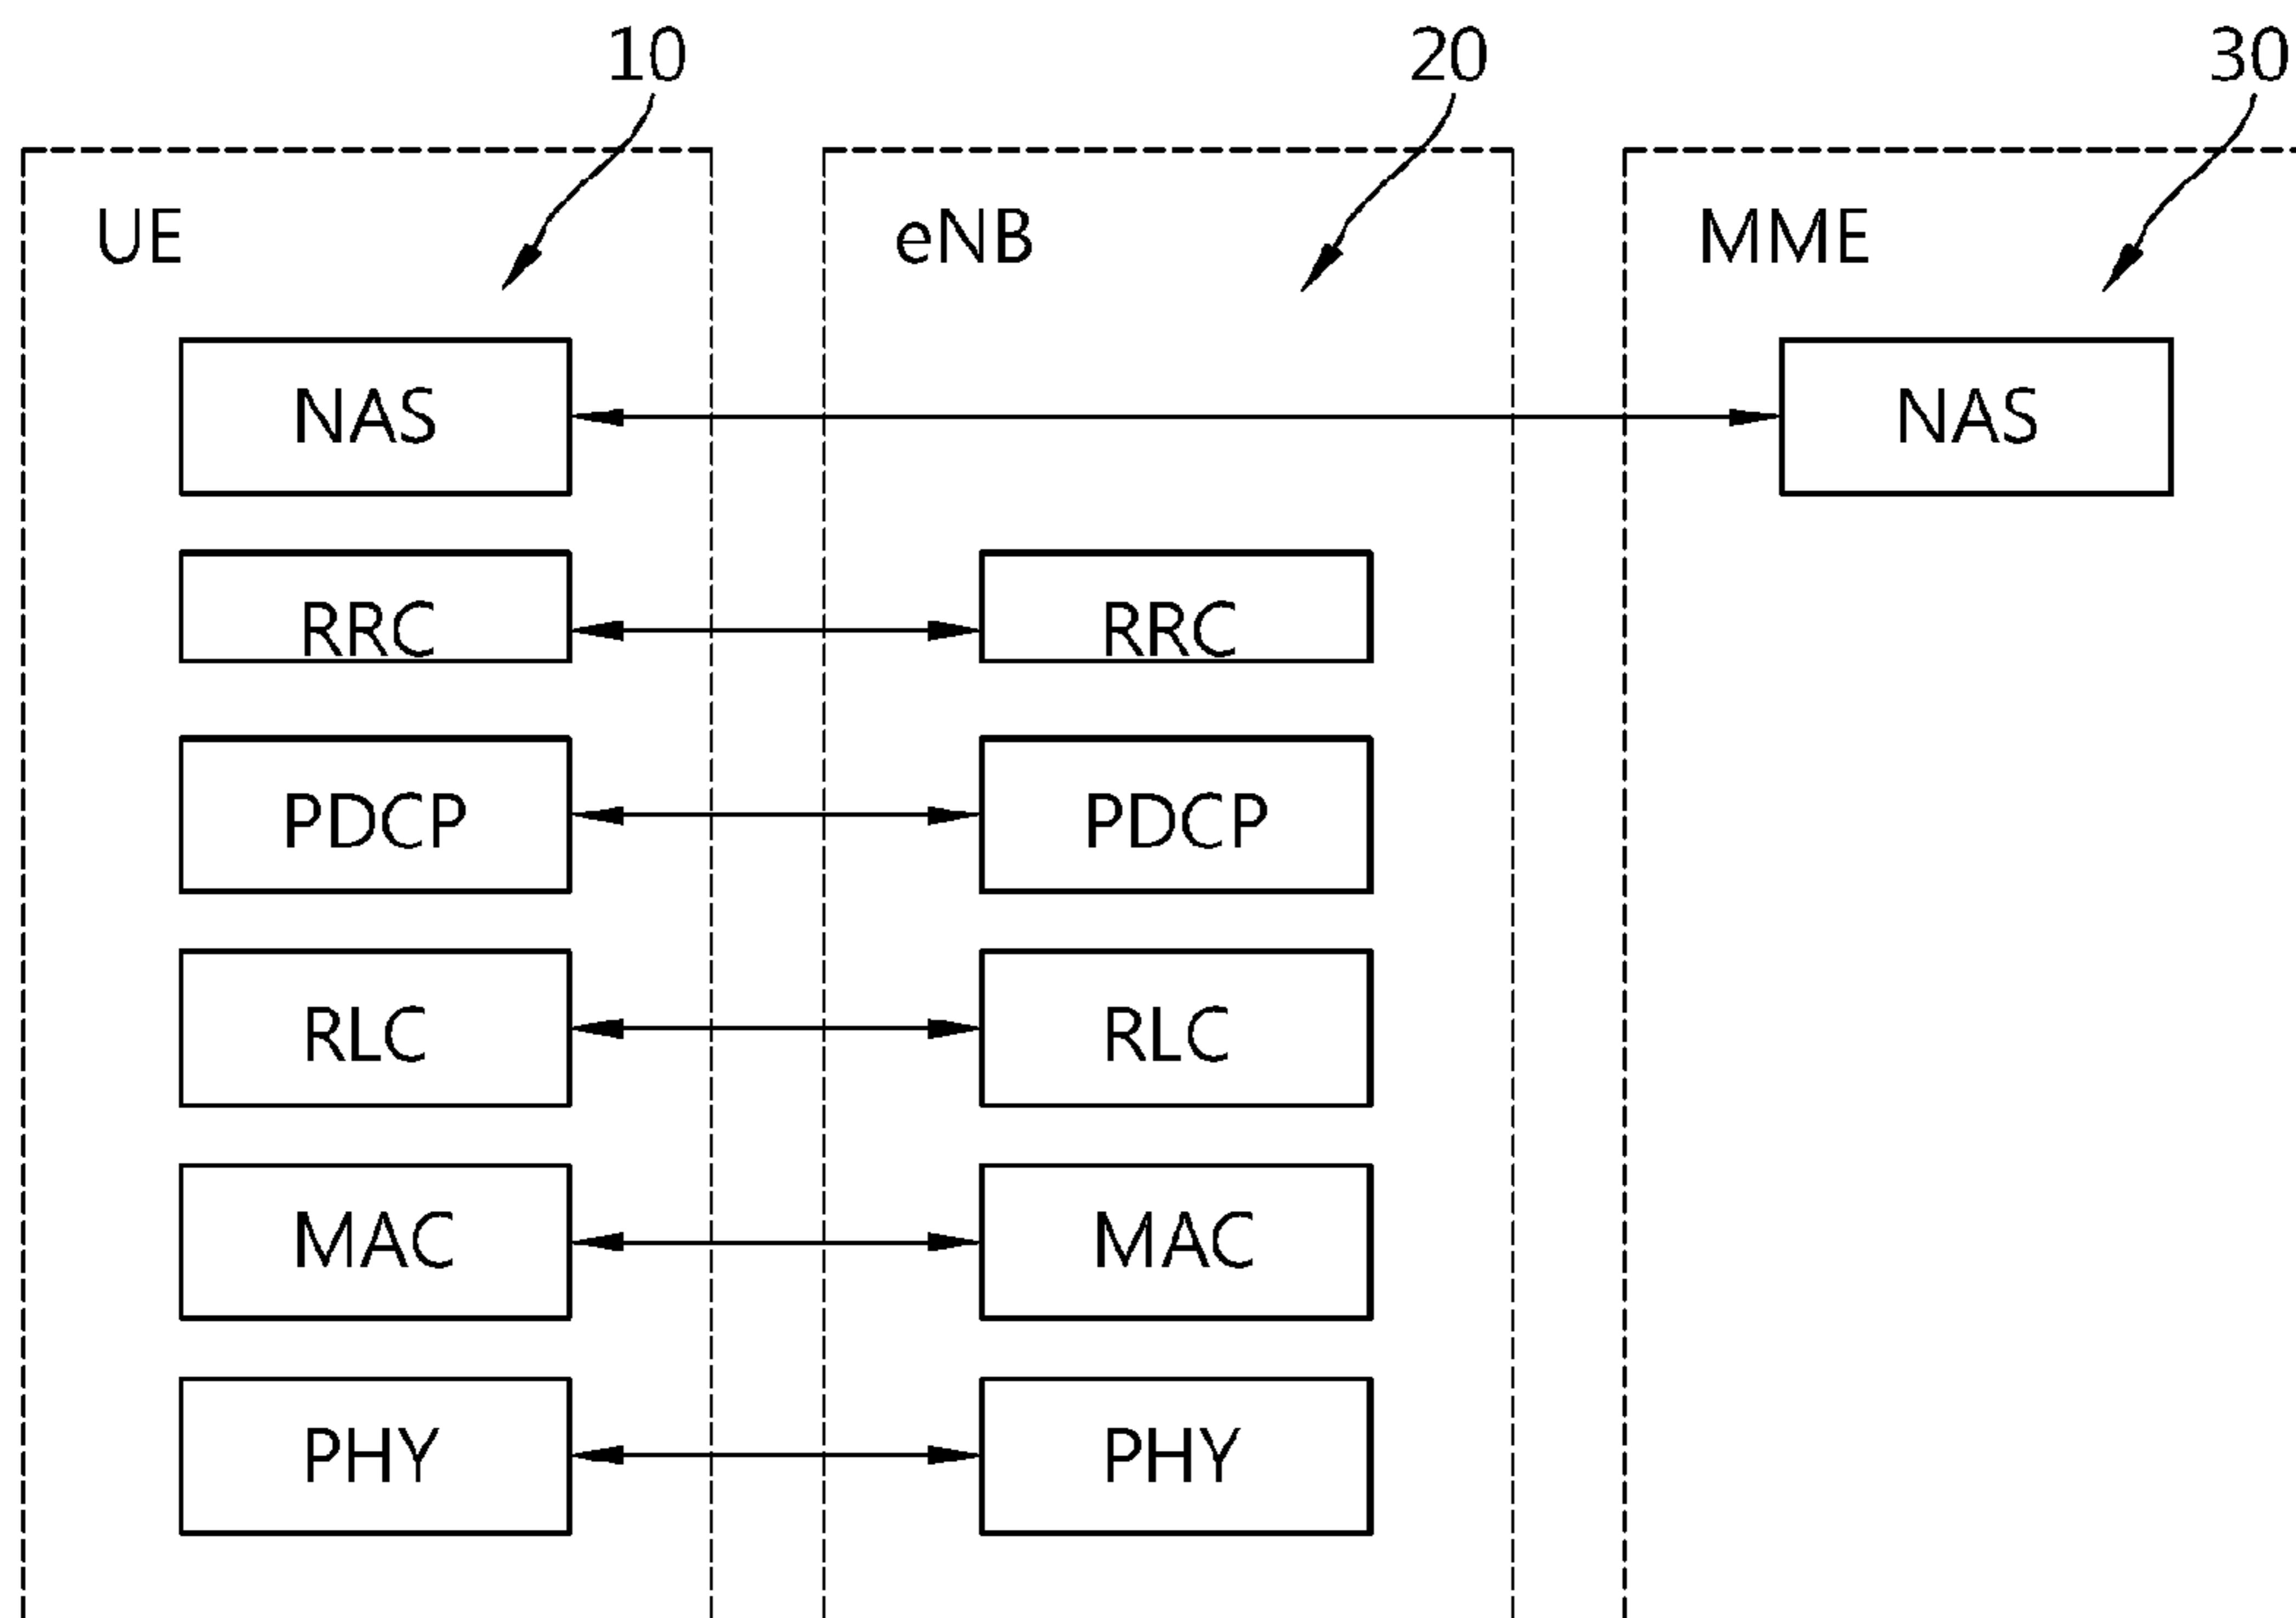 10 20 30
UE eNB MME
NAS NAS
RRC RRC
PDCP PDCP
RLC RLC
MAC MAC
PHY PHY